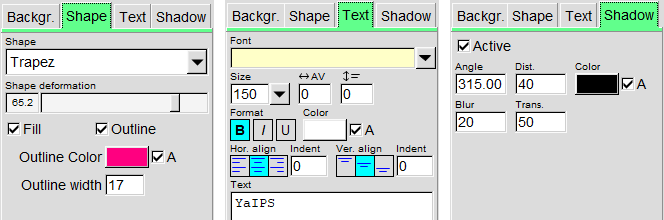 Backgr. Shape Text Shadow
Shape
Trapez
Shape deformation
65.2
Fill Outline
Outline Color A
Outline width 17
Backgr. Shape Text Shadow
Font
Size ↔AV ↕=
150 0 0
Format Color
B I U A
Hor. align Indent Ver. align Indent
0 0
Text
YaIPS
Backgr. Shape Text Shadow
Active
Angle Dist. Color
315.00 40 A
Blur Trans.
20 50